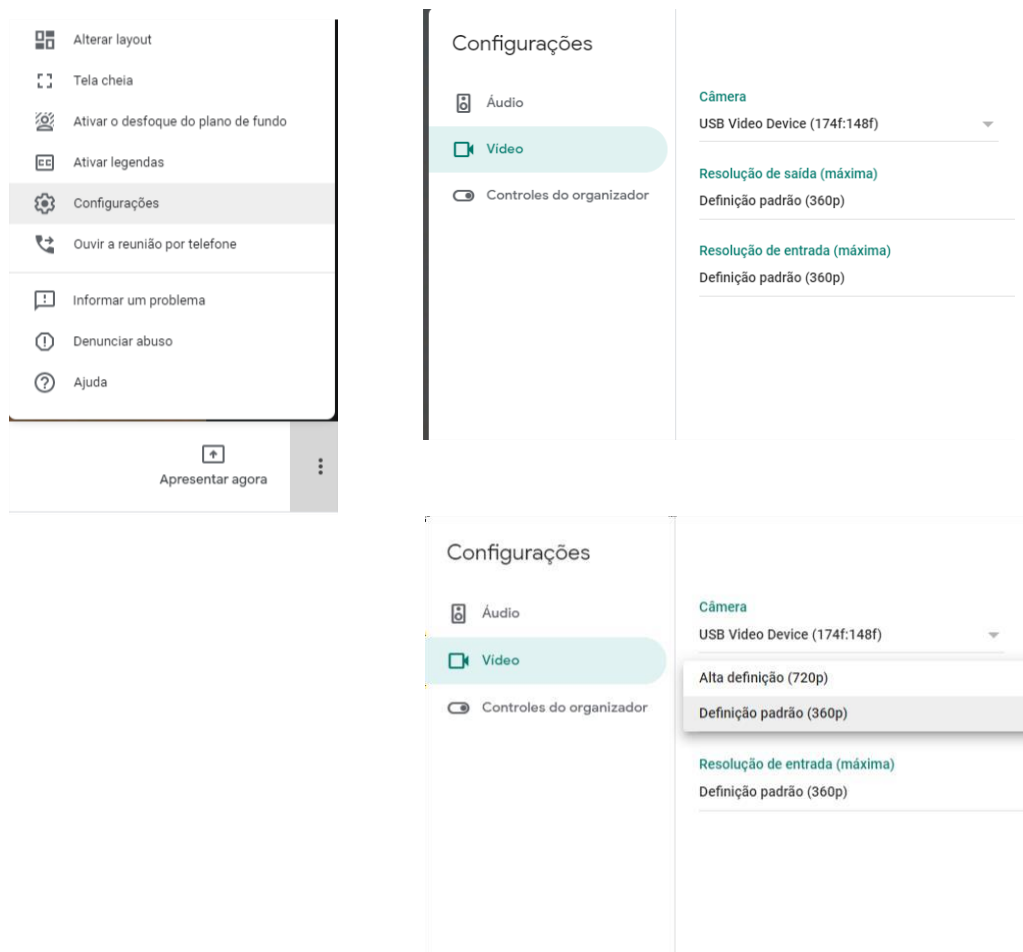 Alterar layout
Tela cheia
Ativar o desfoque do plano de fundo
Ativar legendas
Configurações
Ouvir a reunião por telefone
Informar um problema
Denunciar abuso
Ajuda
Apresentar agora
Configurações
Áudio
Vídeo
Controles do organizador
Câmera
USB Video Device (174f:148f)
Resolução de saída (máxima)
Definição padrão (360p)
Resolução de entrada (máxima)
Definição padrão (360p)
Configurações
Áudio
Vídeo
Controles do organizador
Câmera
USB Video Device (174f:148f)
Alta definição (720p)
Definição padrão (360p)
Resolução de entrada (máxima)
Definição padrão (360p)